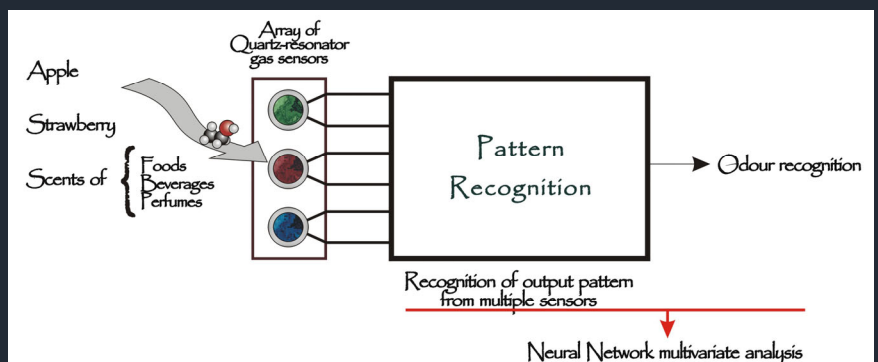 Array of
Quartz-resonator
gas sensors
Apple
Strawberry
Scents of
Foods
Beverages
Perfumes
Pattern
Recognition
Odour recognition
Recognition of output pattern
from multiple sensors
Neural Network multivariate analysis